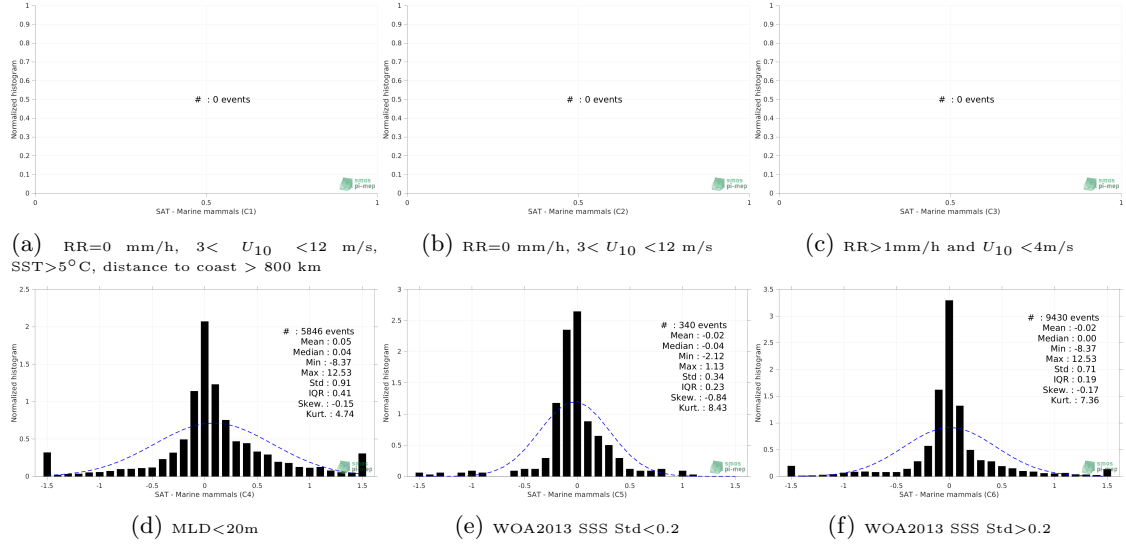 1
0.9
0.8
0.7
0.6
0.5
0.4
0.3
0.2
0.1
0
Normalized histogram
# : 0 events
smos
pi-mep
0 0.5 1
SAT - Marine mammals (C1)
1
0.9
0.8
0.7
0.6
0.5
0.4
0.3
0.2
0.1
0
Normalized histogram
# : 0 events
smos
pi-mep
0 0.5 1
SAT - Marine mammals (C2)
1
0.9
0.8
0.7
0.6
0.5
0.4
0.3
0.2
0.1
0
Normalized histogram
# : 0 events
smos
pi-mep
0 0.5 1
SAT - Marine mammals (C3)
(a) RR=0 mm/h, 3< U10 <12 m/s,
SST>5°C, distance to coast > 800 km
(b) RR=0 mm/h, 3< U10 <12 m/s
(c) RR>1mm/h and U10 <4m/s
2.5
2
1.5
1
0.5
0
Normalized histogram
# : 5846 events
Mean : 0.05
Median : 0.04
Min : -8.37
Max : 12.53
Std : 0.91
IQR : 0.41
Skew. : -0.15
Kurt. : 4.74
smos
pi-mep
-1.5 -1 -0.5 0 0.5 1 1.5
SAT - Marine mammals (C4)
3
2.5
2
1.5
1
0.5
0
Normalized histogram
# : 340 events
Mean : -0.02
Median : -0.04
Min : -2.12
Max : 1.13
Std : 0.34
IQR : 0.23
Skew. : -0.84
Kurt. : 8.43
smos
pi-mep
-1.5 -1 -0.5 0 0.5 1 1.5
SAT - Marine mammals (C5)
3.5
3
2.5
2
1.5
1
0.5
0
Normalized histogram
# : 9430 events
Mean : -0.02
Median : 0.00
Min : -8.37
Max : 12.53
Std : 0.71
IQR : 0.19
Skew. : -0.17
Kurt. : 7.36
smos
pi-mep
-1.5 -1 -0.5 0 0.5 1 1.5
SAT - Marine mammals (C6)
(d) MLD<20m
(e) WOA2013 SSS Std<0.2
(f) WOA2013 SSS Std>0.2